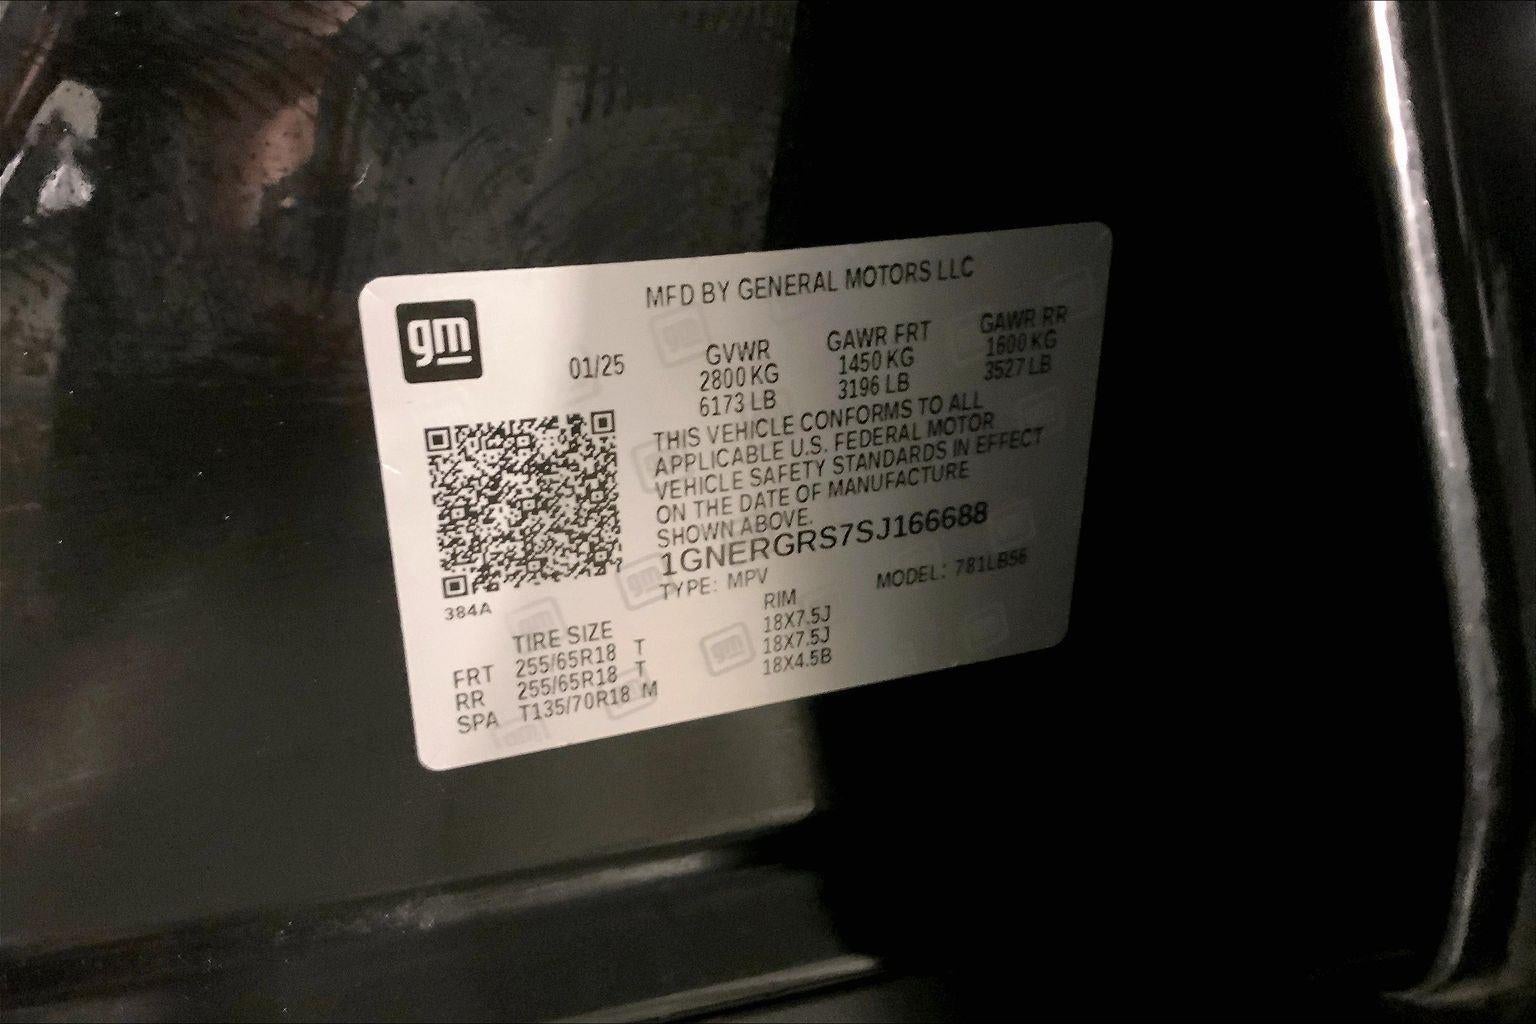 MFD BY GENERAL MOTORS LLC
gm
01/25
GVWR GAWR FRT GAWR RR
2800 KG 1450 KG 1600 KG
6173 LB 3196 LB 3527 LB
THIS VEHICLE CONFORMS TO ALL
APPLICABLE U.S. FEDERAL MOTOR
VEHICLE SAFETY STANDARDS IN EFFECT
ON THE DATE OF MANUFACTURE
SHOWN ABOVE.
1GNERGRS7SJ166688
TYPE: MPV MODEL: 781LB56
384A
TIRE SIZE RIM
FRT 255/65R18 T 18X7.5J
RR 255/65R18 T 18X7.5J
SPA T135/70R18 M 18X4.5B